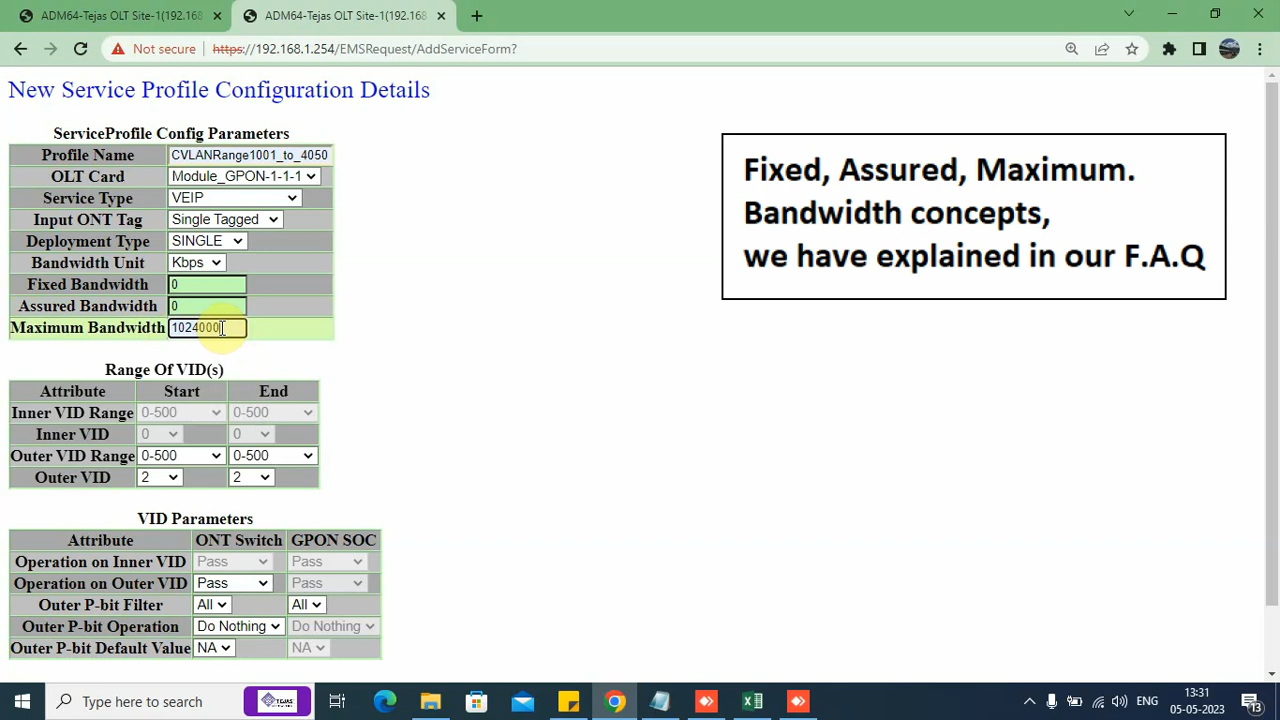 ADM64-Tejas OLT Site-1(192.168
ADM64-Tejas OLT Site-1(192.168
Not secure
https://192.168.1.254/EMSRequest/AddServiceForm?
New Service Profile Configuration Details
ServiceProfile Config Parameters
Profile Name CVLANRange1001_to_4050
OLT Card Module_GPON-1-1-1
Service Type VEIP
Input ONT Tag Single Tagged
Deployment Type SINGLE
Bandwidth Unit Kbps
Fixed Bandwidth 0
Assured Bandwidth 0
Maximum Bandwidth 1024000
Fixed, Assured, Maximum.
Bandwidth concepts,
we have explained in our F.A.Q
Range Of VID(s)
Attribute Start End
Inner VID Range 0-500 0-500
Inner VID 0 0
Outer VID Range 0-500 0-500
Outer VID 2 2
VID Parameters
Attribute ONT Switch GPON SOC
Operation on Inner VID Pass Pass
Operation on Outer VID Pass Pass
Outer P-bit Filter All All
Outer P-bit Operation Do Nothing Do Nothing
Outer P-bit Default Value NA NA
Type here to search
ENG
13:31
05-05-2023
13